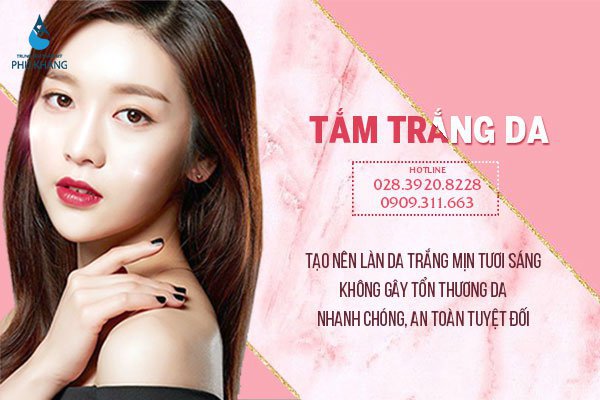 PHÚ KHANG
TẮM TRẮNG DA
HOTLINE
028.3920.8228 -
0909.311.663
TẠO NÊN LÀN DA TRẮNG MỊN TƯƠI SÁNG
KHÔNG GÂY TỔN THƯƠNG DA
NHANH CHÓNG, AN TOÀN TUYỆT ĐỐI